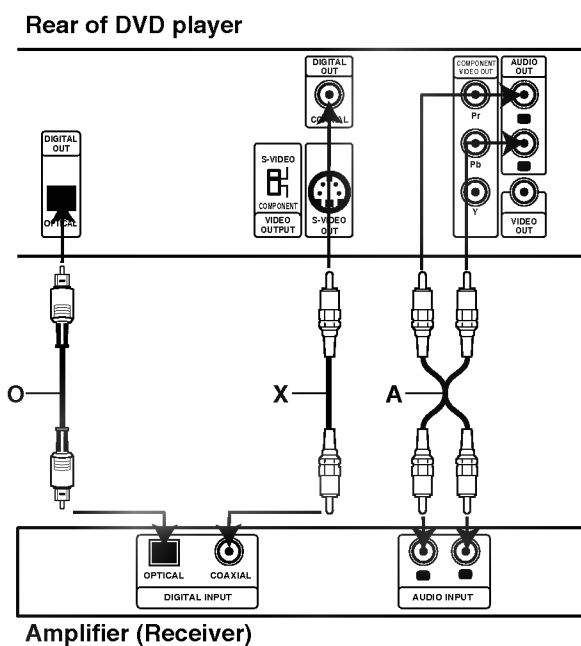 Rear of DVD player
DIGITAL
OUT
COAXIAL
COMPONENT
VIDEO OUT
AUDIO
OUT
Pr
DIGITAL
OUT
OPTICAL
S-VIDEO
COMPONENT
VIDEO
OUTPUT
S-VIDEO
OUT
Pb
Y
VIDEO
OUT
O
X
A
OPTICAL
COAXIAL
DIGITAL INPUT
AUDIO INPUT
Amplifier (Receiver)